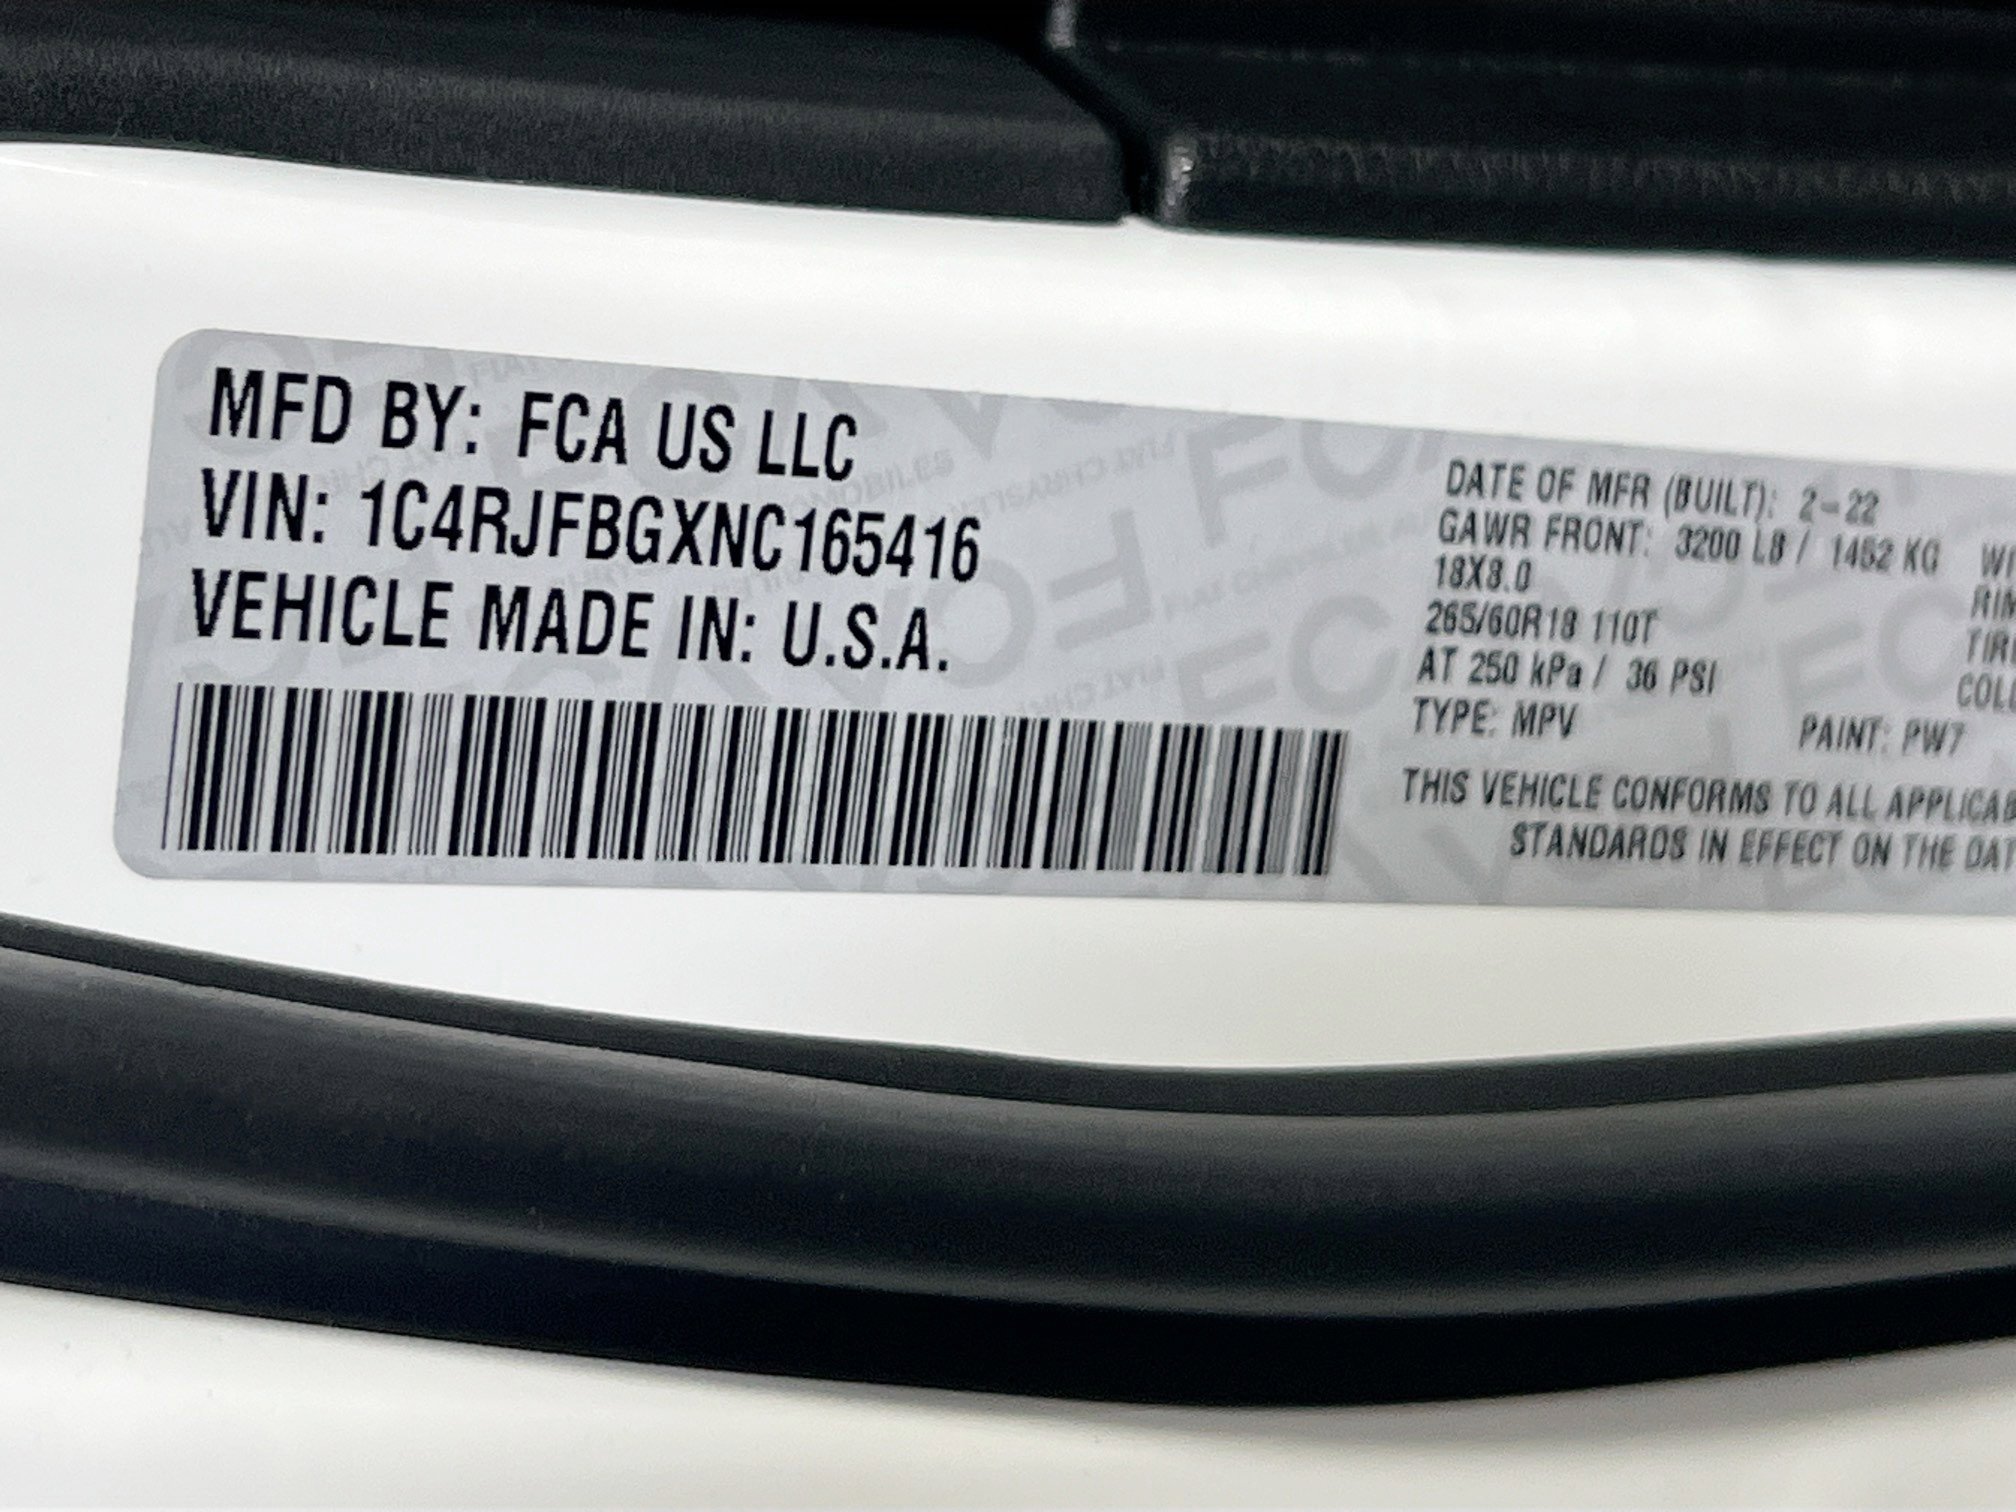 MFD BY: FCA US LLC
VIN: 1C4RJFBGXNC165416
VEHICLE MADE IN: U.S.A.
DATE OF MFR (BUILT): 2-22
GAWR FRONT: 3200 LB / 1452 KG
18X8.0
265/60R18 110T
AT 250 kPa / 36 PSI
TYPE: MPV PAINT: PW7
THIS VEHICLE CONFORMS TO ALL
STANDARDS IN EFFECT ON THE